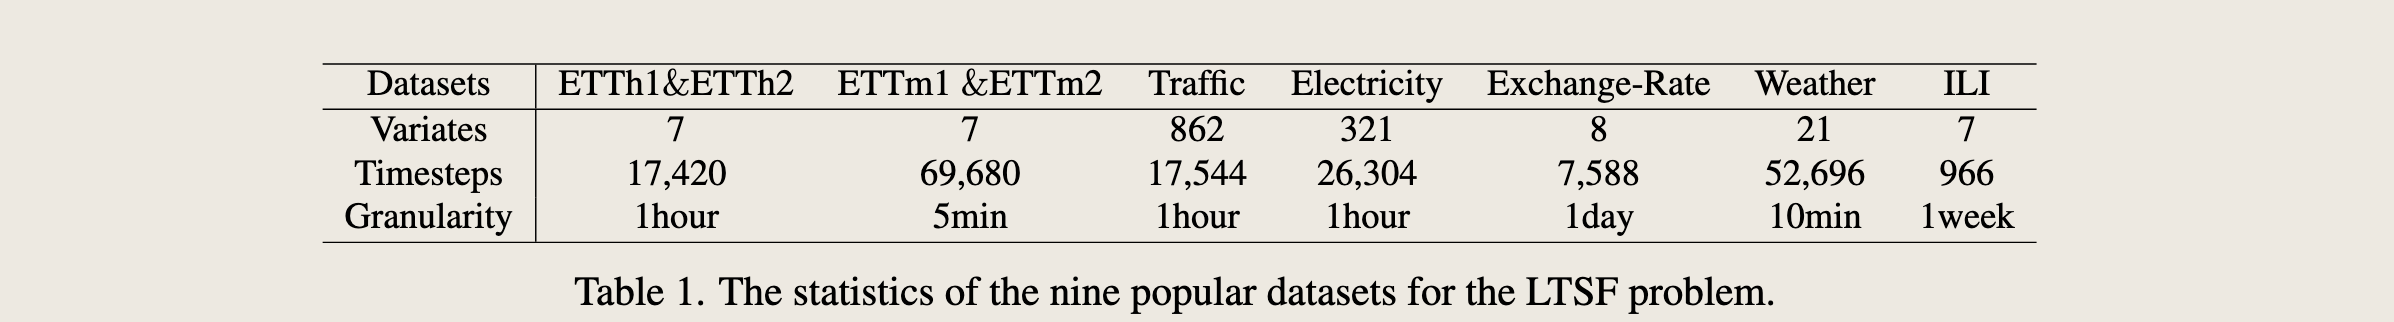 Datasets ETTh1&ETTh2 ETTm1 &ETTm2 Traffic Electricity Exchange-Rate Weather ILI
Variates 7 7 862 321 8 21 7
Timesteps 17,420 69,680 17,544 26,304 7,588 52,696 966
Granularity 1hour 5min 1hour 1hour 1day 10min 1week
Table 1. The statistics of the nine popular datasets for the LTSF problem.